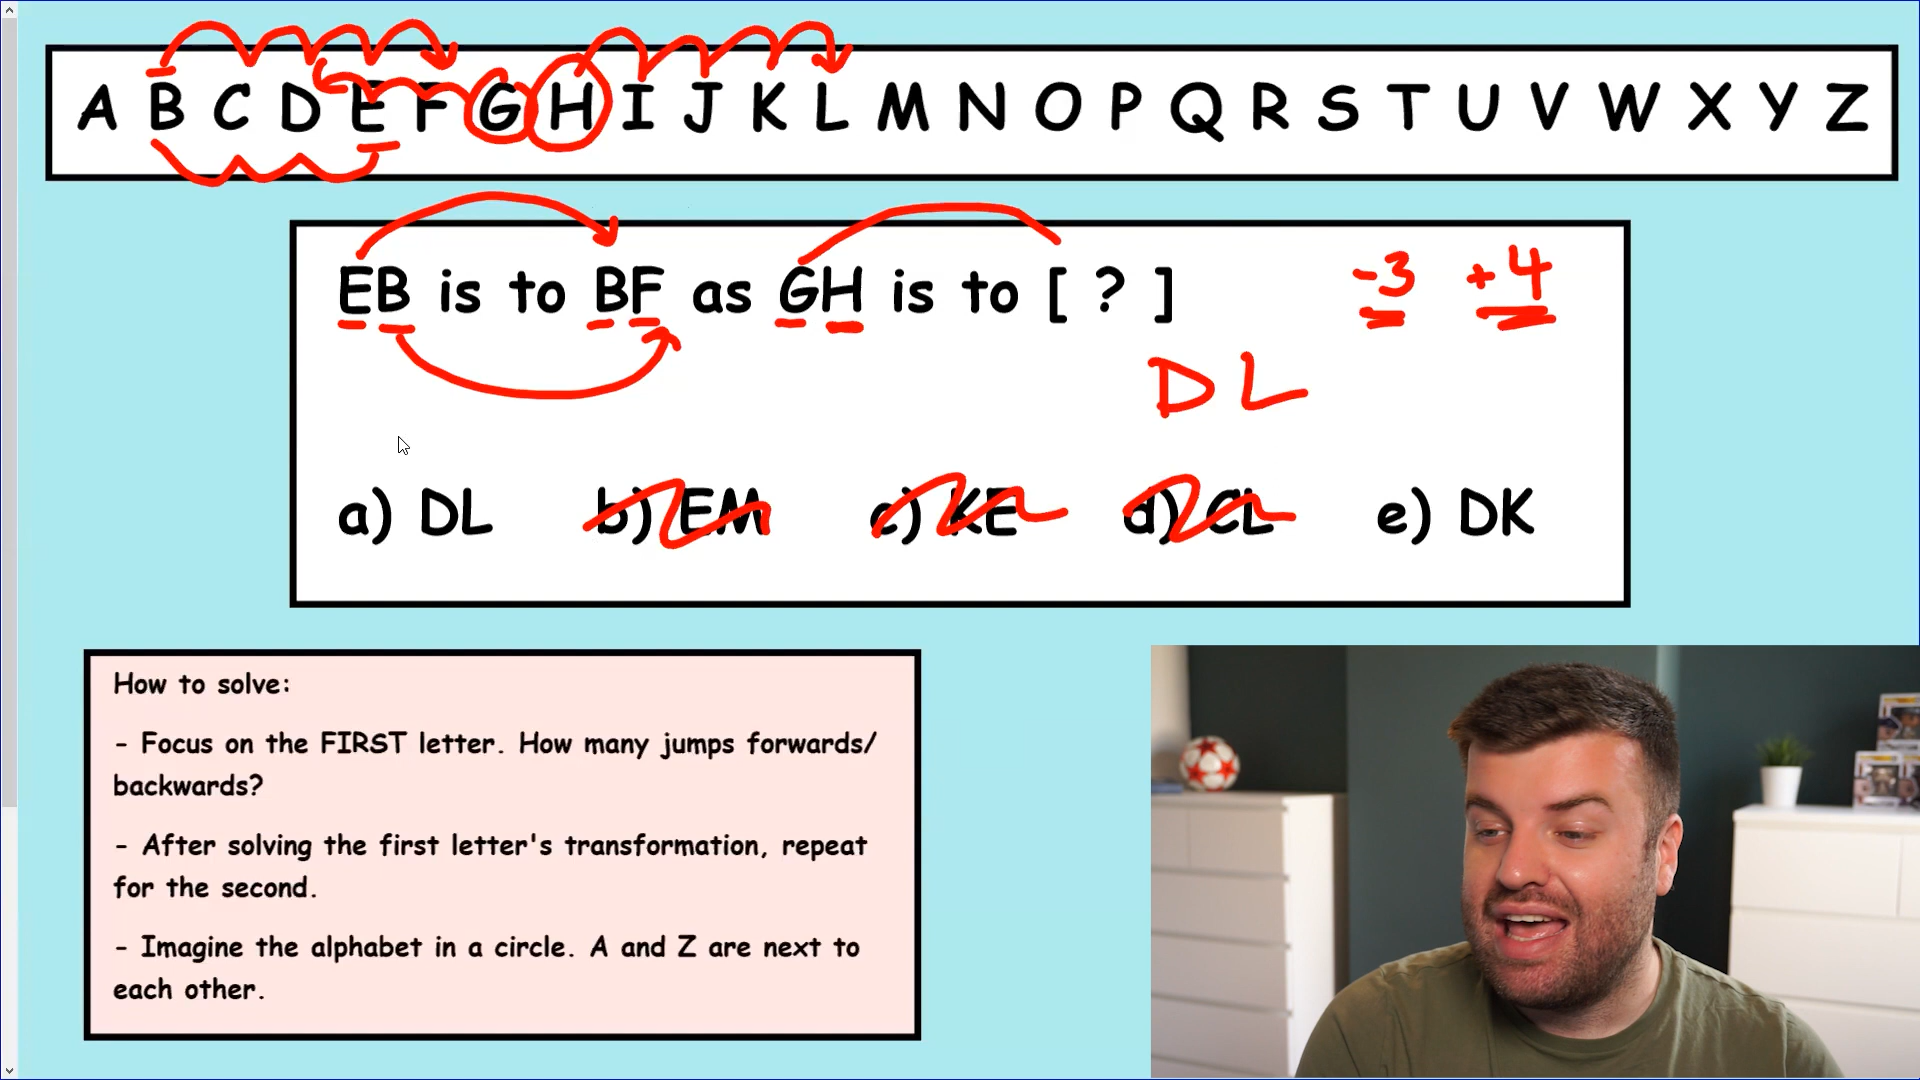 A B C D E F G H I J K L M N O P Q R S T U V W X Y Z
EB is to BF as GH is to [ ? ] -3 +4
DL
a) DL b) EM c) KE d) CL e) DK
How to solve:
- Focus on the FIRST letter. How many jumps forwards/
backwards?
- After solving the first letter's transformation, repeat
for the second.
- Imagine the alphabet in a circle. A and Z are next to
each other.